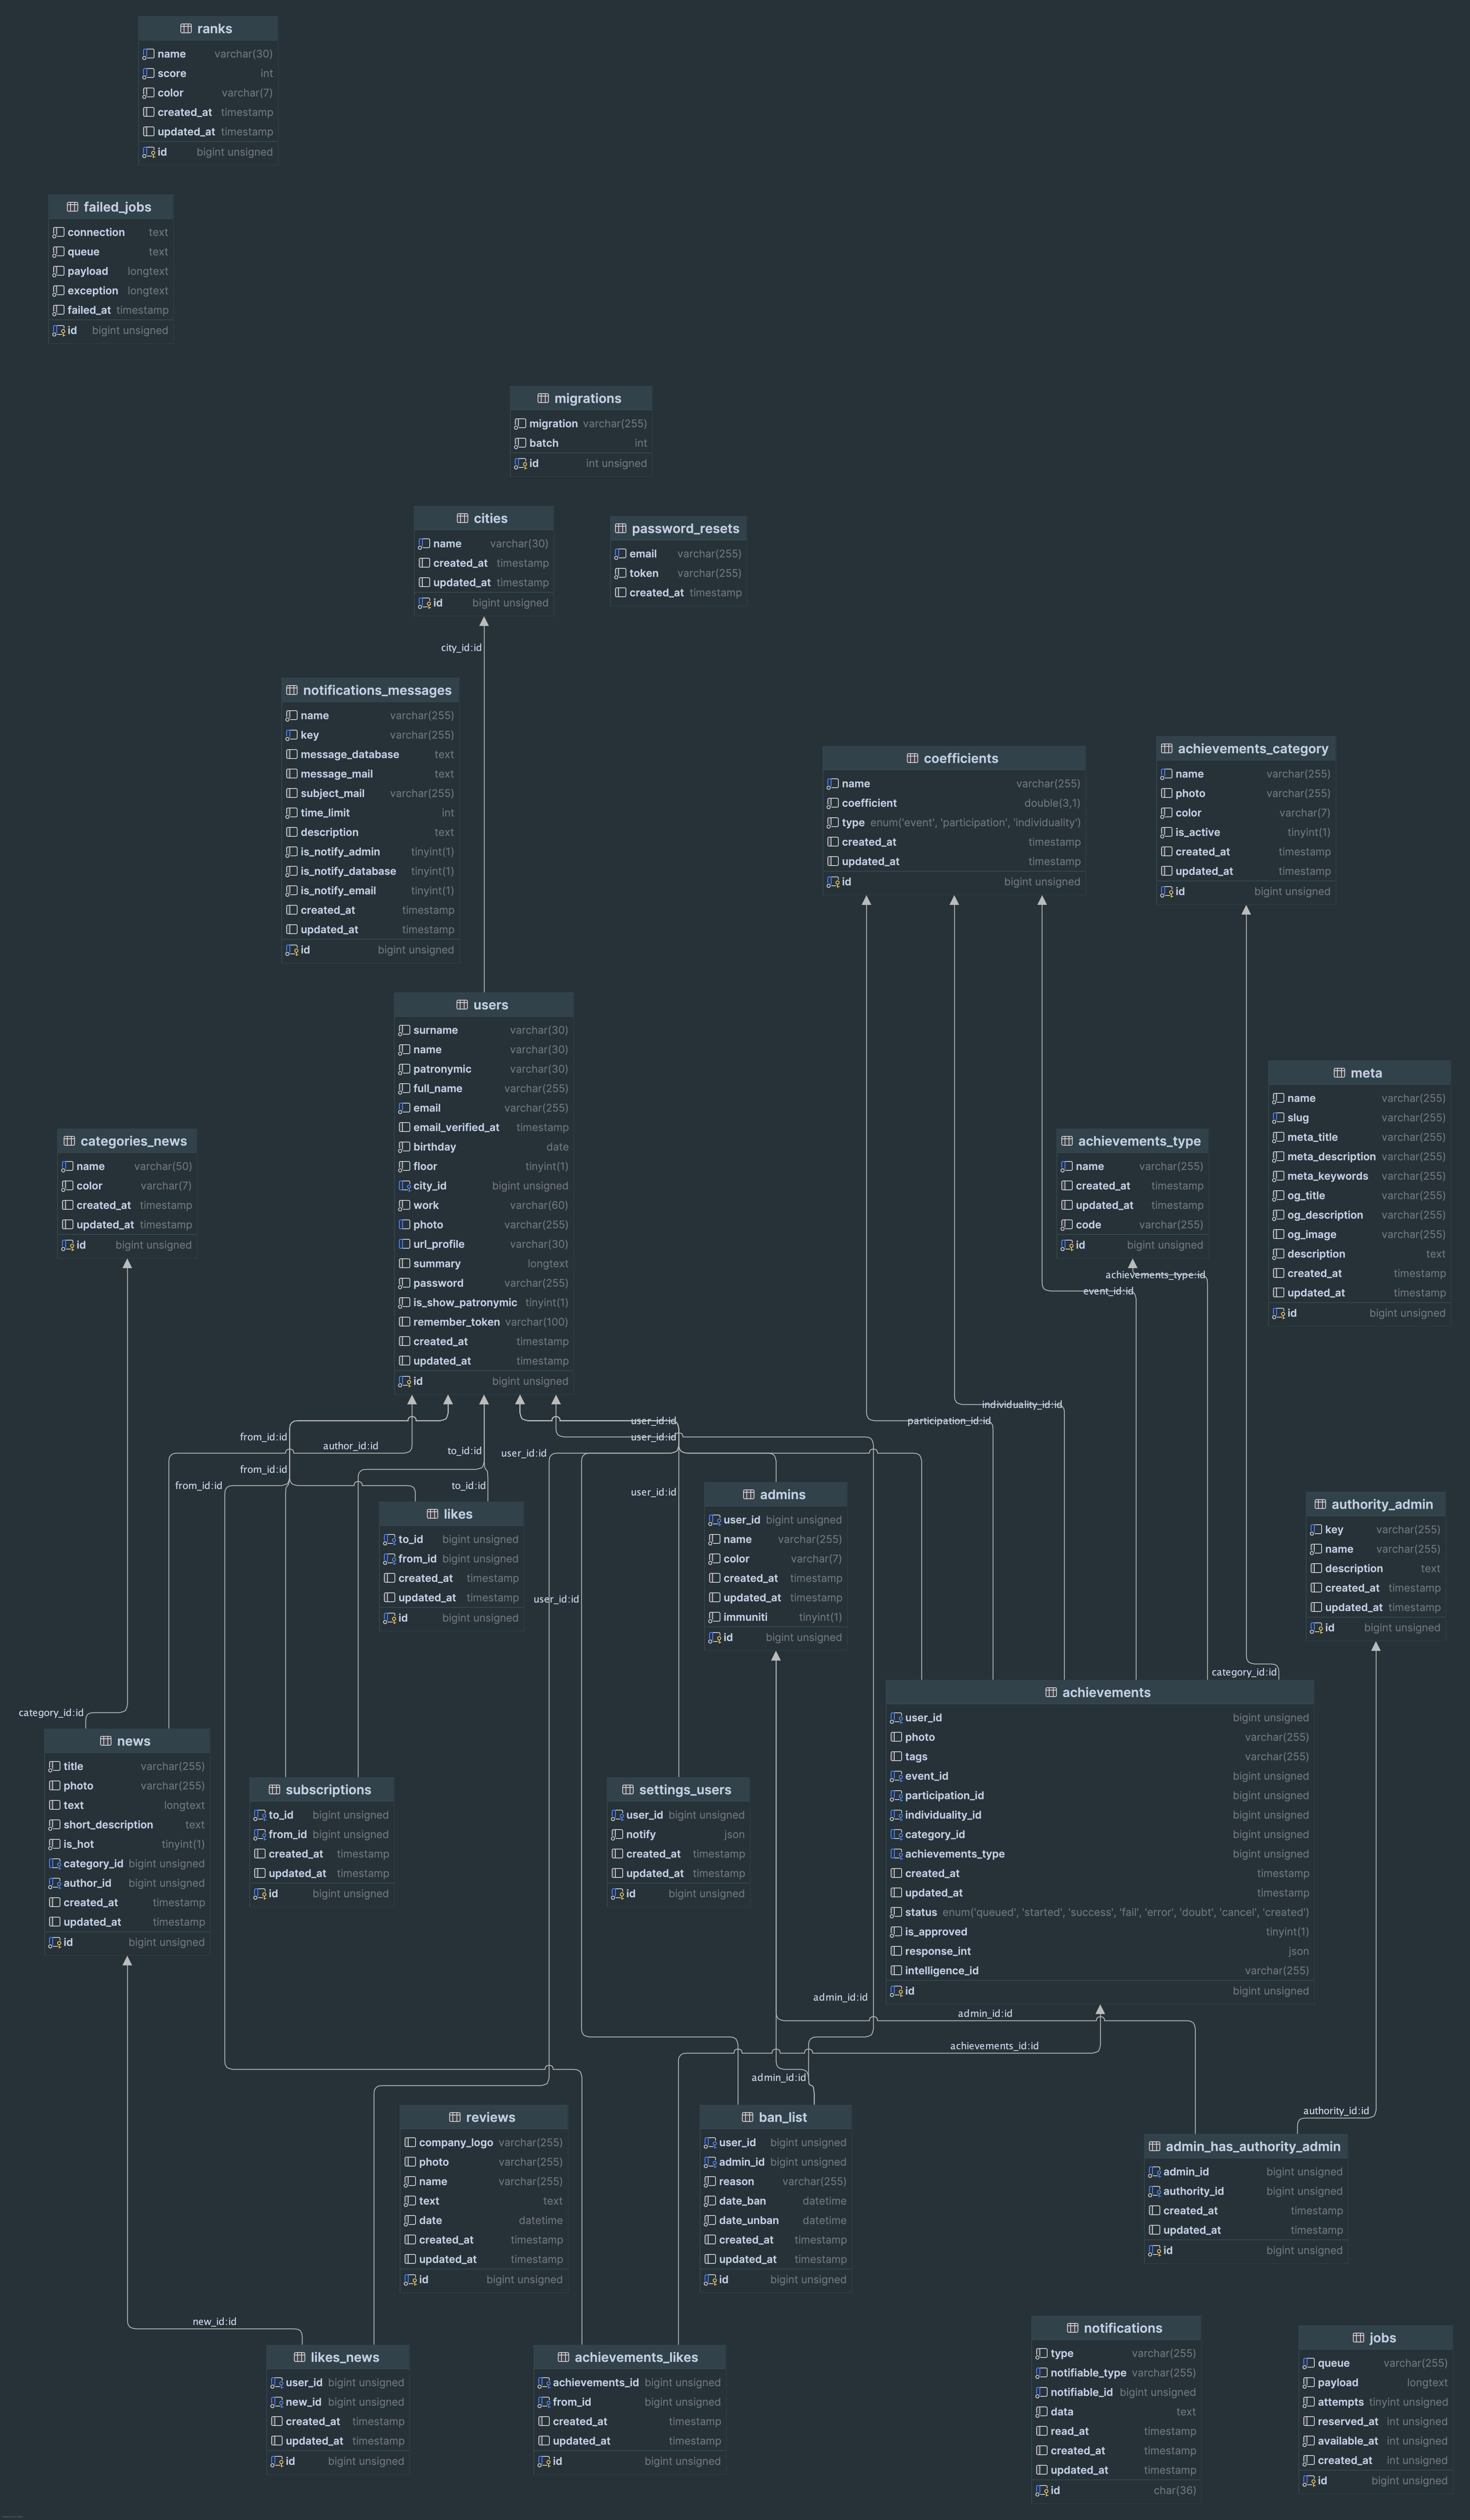 ranks
name varchar(30)
score int
color varchar(7)
created_at timestamp
updated_at timestamp
id bigint unsigned
failed_jobs
connection text
queue text
payload longtext
exception longtext
failed_at timestamp
id bigint unsigned
migrations
migration varchar(255)
batch int
id int unsigned
cities
name varchar(30)
created_at timestamp
updated_at timestamp
id bigint unsigned
password_resets
email varchar(255)
token varchar(255)
created_at timestamp
city_id:id
notifications_messages
name varchar(255)
key varchar(255)
message_database text
message_mail text
subject_mail varchar(255)
time_limit int
description text
is_notify_admin tinyint(1)
is_notify_database tinyint(1)
is_notify_email tinyint(1)
created_at timestamp
updated_at timestamp
id bigint unsigned
coefficients
name varchar(255)
coefficient double(3,1)
type enum('event', 'participation', 'individuality')
created_at timestamp
updated_at timestamp
id bigint unsigned
achievements_category
name varchar(255)
photo varchar(255)
color varchar(7)
is_active tinyint(1)
created_at timestamp
updated_at timestamp
id bigint unsigned
users
surname varchar(30)
name varchar(30)
patronymic varchar(30)
full_name varchar(255)
email varchar(255)
email_verified_at timestamp
birthday date
floor tinyint(1)
city_id bigint unsigned
work varchar(60)
photo varchar(255)
url_profile varchar(30)
summary longtext
password varchar(255)
is_show_patronymic tinyint(1)
remember_token varchar(100)
created_at timestamp
updated_at timestamp
id bigint unsigned
meta
name varchar(255)
slug varchar(255)
meta_title varchar(255)
meta_description varchar(255)
meta_keywords varchar(255)
og_title varchar(255)
og_description varchar(255)
og_image varchar(255)
description text
created_at timestamp
updated_at timestamp
id bigint unsigned
categories_news
name varchar(50)
color varchar(7)
created_at timestamp
updated_at timestamp
id bigint unsigned
achievements_type
name varchar(255)
created_at timestamp
updated_at timestamp
code varchar(255)
id bigint unsigned
achievements_type:id
event_id:id
individuality_id:id
participation_id:id
user_id:id
from_id:id
user_id:id
author_id:id
to_id:id
user_id:id
from_id:id
from_id:id
to_id:id
user_id:id
likes
to_id bigint unsigned
from_id bigint unsigned
created_at timestamp
updated_at timestamp
id bigint unsigned
user_id:id
admins
user_id bigint unsigned
name varchar(255)
color varchar(7)
created_at timestamp
updated_at timestamp
immuniti tinyint(1)
id bigint unsigned
authority_admin
key varchar(255)
name varchar(255)
description text
created_at timestamp
updated_at timestamp
id bigint unsigned
category_id:id
category_id:id
achievements
user_id bigint unsigned
photo varchar(255)
tags varchar(255)
event_id bigint unsigned
participation_id bigint unsigned
individuality_id bigint unsigned
category_id bigint unsigned
achievements_type bigint unsigned
created_at timestamp
updated_at timestamp
status enum('queued', 'started', 'success', 'fail', 'error', 'doubt', 'cancel', 'created')
is_approved tinyint(1)
response_int json
intelligence_id varchar(255)
id bigint unsigned
news
title varchar(255)
photo varchar(255)
text longtext
short_description text
is_hot tinyint(1)
category_id bigint unsigned
author_id bigint unsigned
created_at timestamp
updated_at timestamp
id bigint unsigned
subscriptions
to_id bigint unsigned
from_id bigint unsigned
created_at timestamp
updated_at timestamp
id bigint unsigned
settings_users
user_id bigint unsigned
notify json
created_at timestamp
updated_at timestamp
id bigint unsigned
admin_id:id
admin_id:id
achievements_id:id
admin_id:id
authority_id:id
reviews
company_logo varchar(255)
photo varchar(255)
name varchar(255)
text text
date datetime
created_at timestamp
updated_at timestamp
id bigint unsigned
ban_list
user_id bigint unsigned
admin_id bigint unsigned
reason varchar(255)
date_ban datetime
date_unban datetime
created_at timestamp
updated_at timestamp
id bigint unsigned
admin_has_authority_admin
admin_id bigint unsigned
authority_id bigint unsigned
created_at timestamp
updated_at timestamp
id bigint unsigned
new_id:id
likes_news
user_id bigint unsigned
new_id bigint unsigned
created_at timestamp
updated_at timestamp
id bigint unsigned
achievements_likes
achievements_id bigint unsigned
from_id bigint unsigned
created_at timestamp
updated_at timestamp
id bigint unsigned
notifications
type varchar(255)
notifiable_type varchar(255)
notifiable_id bigint unsigned
data text
read_at timestamp
created_at timestamp
updated_at timestamp
id char(36)
jobs
queue varchar(255)
payload longtext
attempts tinyint unsigned
reserved_at int unsigned
available_at int unsigned
created_at int unsigned
id bigint unsigned